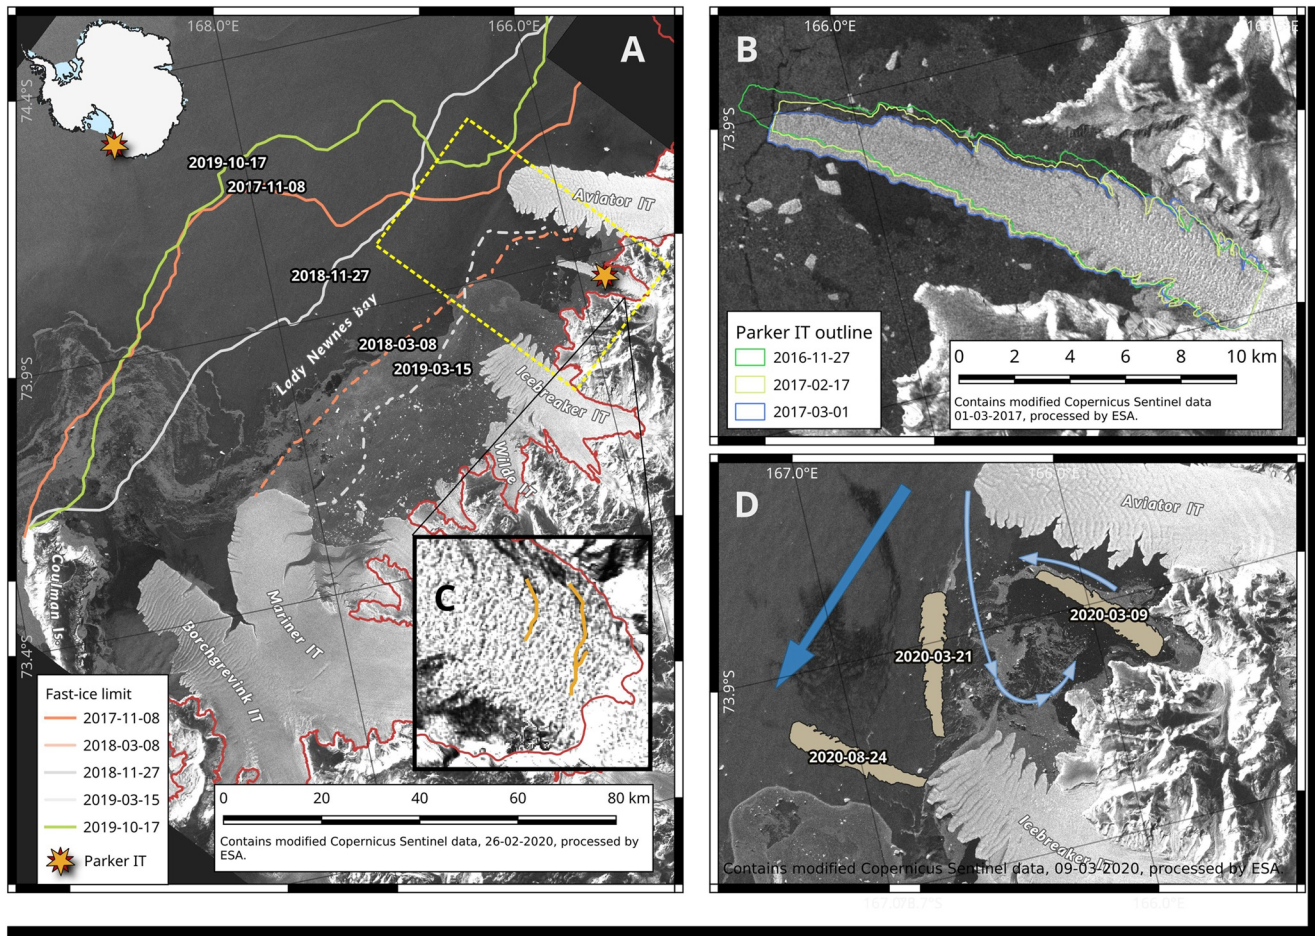 168.0°E
166.0°E
A
74.4°S
2019-10-17
2017-11-08
Aviator IT
2018-11-27
Lady Newnes bay
2018-03-08
2019-03-15
73.9°S
Icebreaker IT
Wilde IT
Coulman Is.
Mariner IT
Borchgrevink IT
73.4°S
C
Fast-ice limit
2017-11-08
2018-03-08
2018-11-27
2019-03-15
2019-10-17
Parker IT
0 20 40 60 80 km
Contains modified Copernicus Sentinel data, 26-02-2020, processed by
ESA.
B
166.0°E
73.9°S
Parker IT outline
2016-11-27
2017-02-17
2017-03-01
0 2 4 6 8 10 km
Contains modified Copernicus Sentinel data
01-03-2017, processed by ESA.
D
167.0°E
Aviator IT
2020-03-09
2020-03-21
73.9°S
2020-08-24
Icebreaker IT
Contains modified Copernicus Sentinel data, 09-03-2020, processed by ESA.
166.0°E